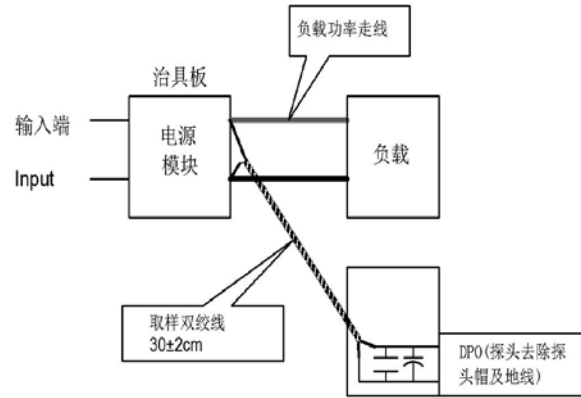 负载功率走线
治具板
输入端
Input
电源
模块
负载
取样双绞线
30±2cm
DPO(探头去除探
头帽及地线)